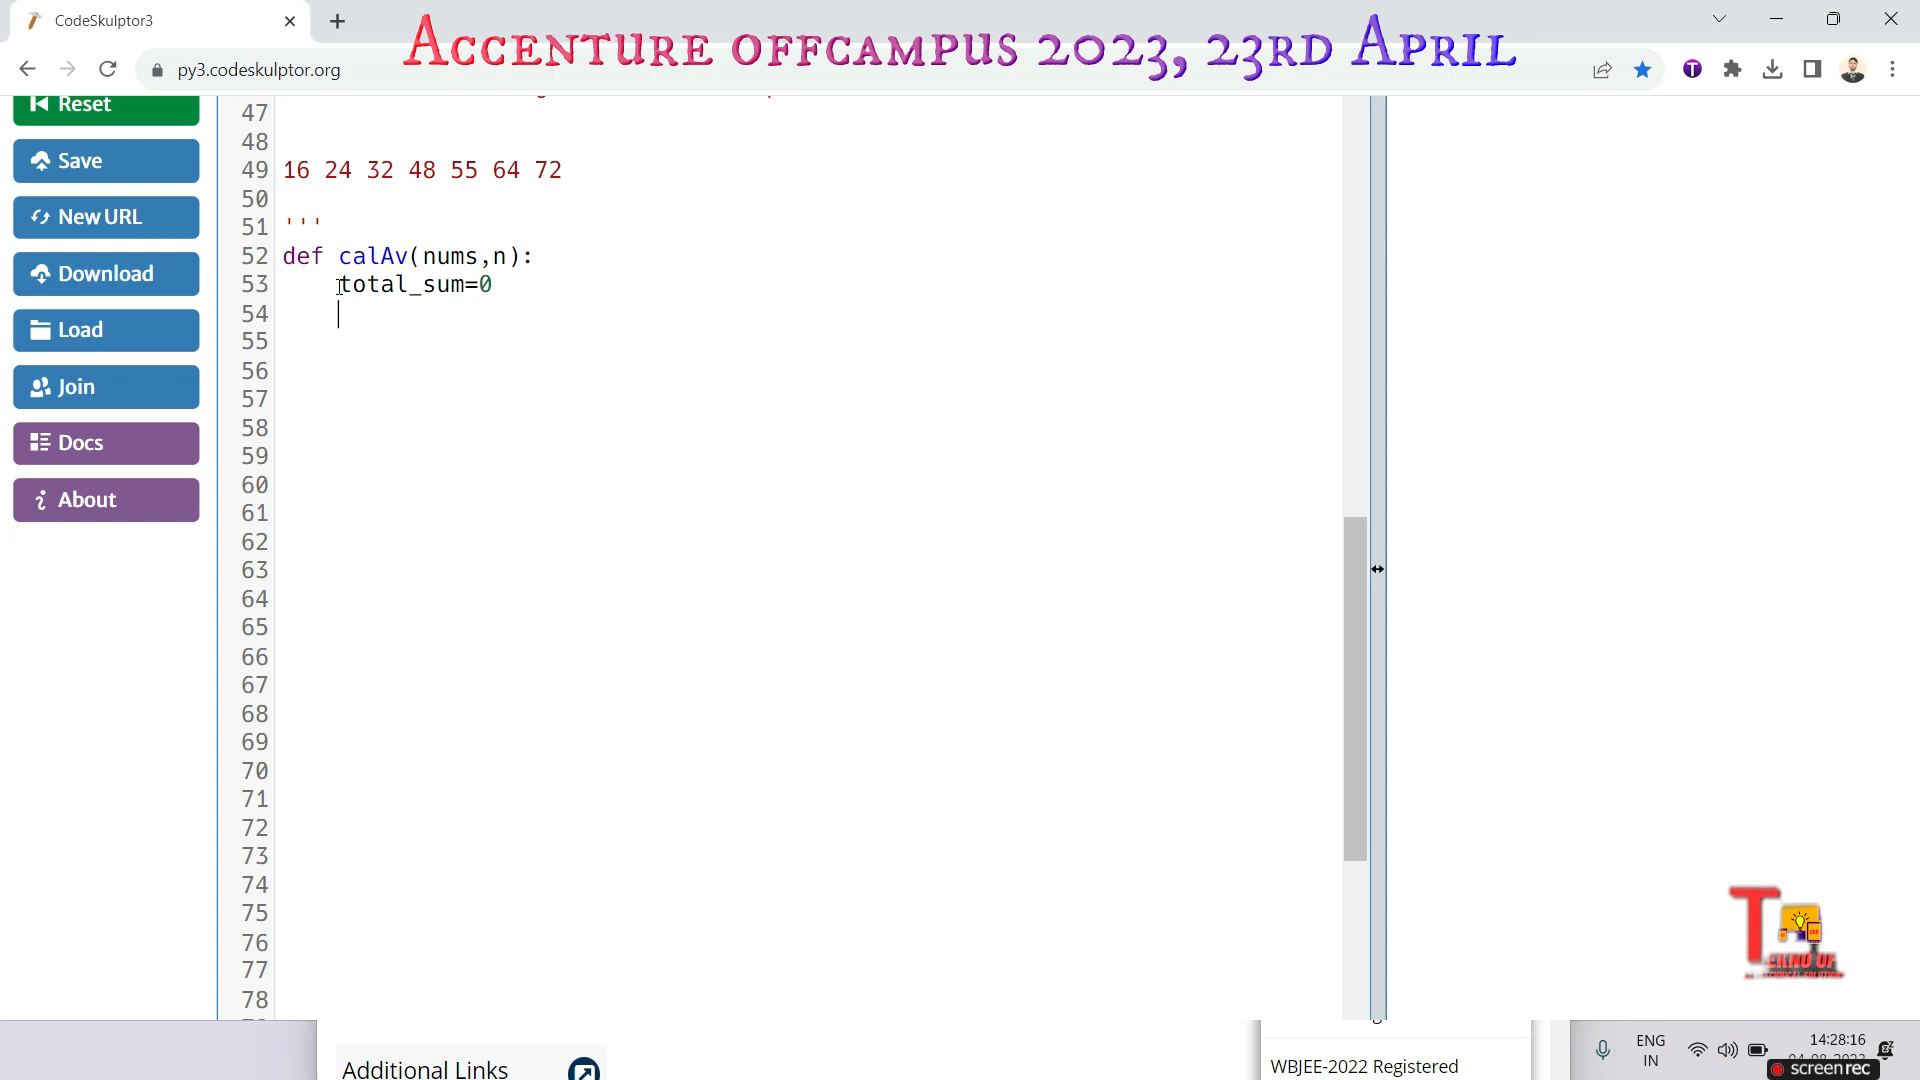 CodeSkulptor3
Accenture offcampus 2023, 23rd April
py3.codeskulptor.org
Reset
Save
New URL
Download
Load
Join
Docs
About
47
48
49 16 24 32 48 55 64 72
50
51 '''
52 def calAv(nums,n):
53 total_sum=0
54
55
56
57
58
59
60
61
62
63
64
65
66
67
68
69
70
71
72
73
74
75
76
77
78
Additional Links
WBJEE-2022 Registered
ENG
IN
14:28:16
screenrec